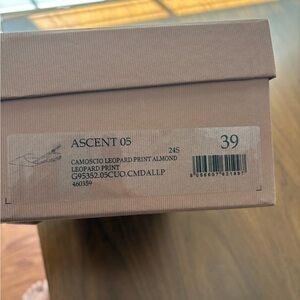 ASCENT 05
24S
39
CAMOSCIO LEOPARD PRINT ALMOND
LEOPARD PRINT
G95352.05CUO.CMDALLP
460359